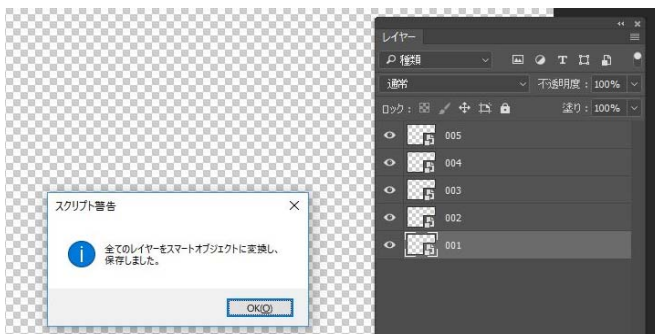 レイヤー
種類
T
通常
不透明度: 100%
ロック:
塗り: 100%
005
004
003
002
001
スクリプト警告
全てのレイヤーをスマートオブジェクトに変換し、
保存しました。
OK(O)